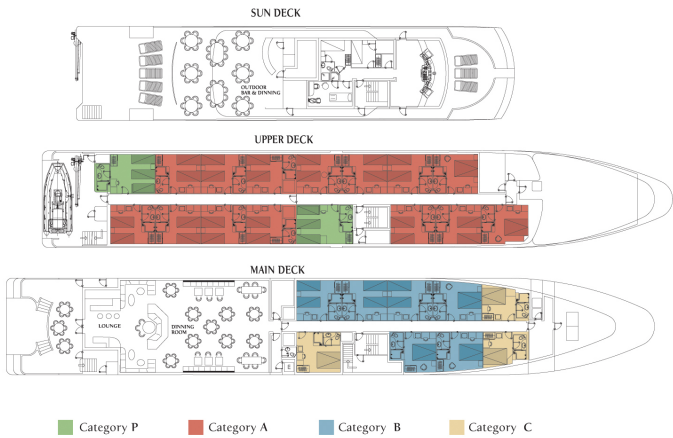 SUN DECK
OUTDOOR
BAR & DINNING
UPPER DECK
MAIN DECK
LOUNGE
DINNING
ROOM
E
Category P
Category A
Category B
Category C